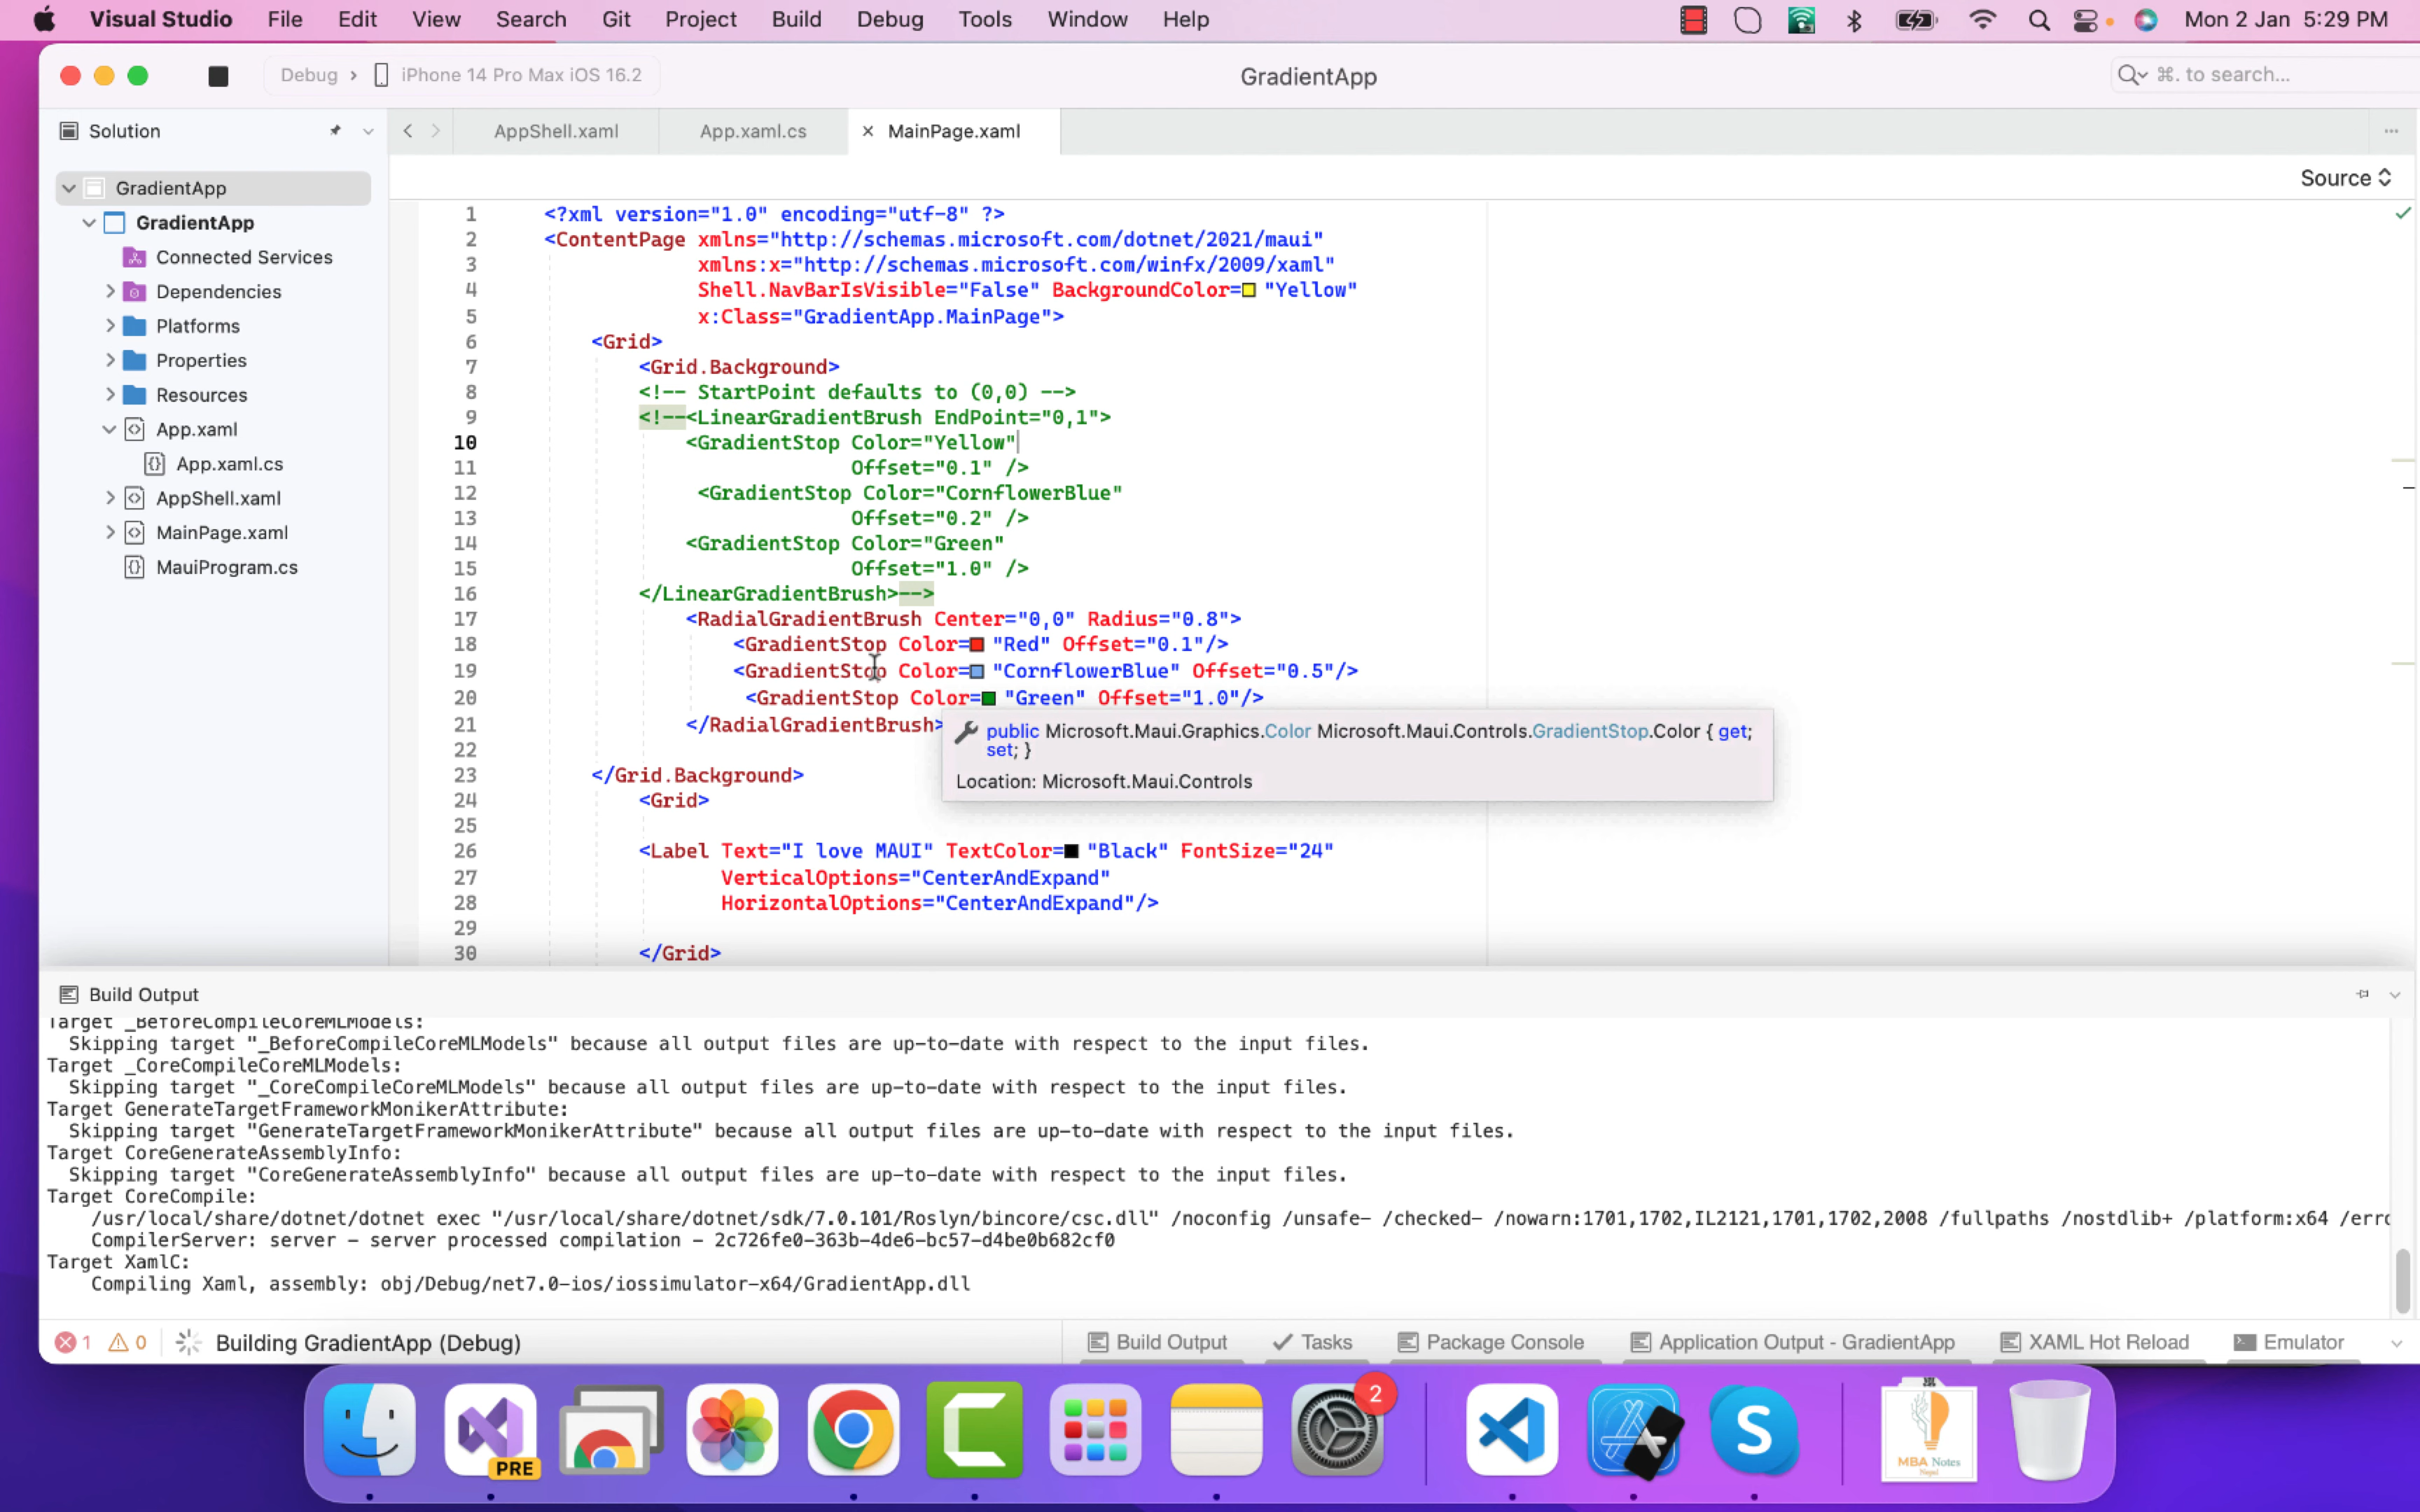 Visual Studio File Edit View Search Git Project Build Debug Tools Window Help Mon 2 Jan 5:29 PM
Debug › iPhone 14 Pro Max iOS 16.2 GradientApp ⌘. to search...
Solution AppShell.xaml App.xaml.cs × MainPage.xaml ...
Source
GradientApp
GradientApp
Connected Services
Dependencies
Platforms
Properties
Resources
App.xaml
App.xaml.cs
AppShell.xaml
MainPage.xaml
MauiProgram.cs
1 <?xml version="1.0" encoding="utf-8" ?>
2 <ContentPage xmlns="http://schemas.microsoft.com/dotnet/2021/maui"
3 xmlns:x="http://schemas.microsoft.com/winfx/2009/xaml"
4 Shell.NavBarIsVisible="False" BackgroundColor="Yellow"
5 x:Class="GradientApp.MainPage">
6 <Grid>
7 <Grid.Background>
8 <!-- StartPoint defaults to (0,0) -->
9 <!--<LinearGradientBrush EndPoint="0,1">
10 <GradientStop Color="Yellow"
11 Offset="0.1" />
12 <GradientStop Color="CornflowerBlue"
13 Offset="0.2" />
14 <GradientStop Color="Green"
15 Offset="1.0" />
16 </LinearGradientBrush>-->
17 <RadialGradientBrush Center="0,0" Radius="0.8">
18 <GradientStop Color="Red" Offset="0.1"/>
19 <GradientStop Color="CornflowerBlue" Offset="0.5"/>
20 <GradientStop Color="Green" Offset="1.0"/>
21 </RadialGradientBrush>
public Microsoft.Maui.Graphics.Color Microsoft.Maui.Controls.GradientStop.Color { get;
set; }
Location: Microsoft.Maui.Controls
22
23 </Grid.Background>
24 <Grid>
25
26 <Label Text="I love MAUI" TextColor="Black" FontSize="24"
27 VerticalOptions="CenterAndExpand"
28 HorizontalOptions="CenterAndExpand"/>
29
30 </Grid>
Build Output
Target _BeforeCompileCoreMLModels:
Skipping target "_BeforeCompileCoreMLModels" because all output files are up-to-date with respect to the input files.
Target _CoreCompileCoreMLModels:
Skipping target "_CoreCompileCoreMLModels" because all output files are up-to-date with respect to the input files.
Target GenerateTargetFrameworkMonikerAttribute:
Skipping target "GenerateTargetFrameworkMonikerAttribute" because all output files are up-to-date with respect to the input files.
Target CoreGenerateAssemblyInfo:
Skipping target "CoreGenerateAssemblyInfo" because all output files are up-to-date with respect to the input files.
Target CoreCompile:
/usr/local/share/dotnet/dotnet exec "/usr/local/share/dotnet/sdk/7.0.101/Roslyn/bincore/csc.dll" /noconfig /unsafe- /checked- /nowarn:1701,1702,IL2121,1701,1702,2008 /fullpaths /nostdlib+ /platform:x64 /erro
CompilerServer: server - server processed compilation - 2c726fe0-363b-4de6-bc57-d4be0b682cf0
Target XamlC:
Compiling Xaml, assembly: obj/Debug/net7.0-ios/iossimulator-x64/GradientApp.dll
1 0 Building GradientApp (Debug) Build Output Tasks Package Console Application Output - GradientApp XAML Hot Reload Emulator
2
PRE
MBA Notes
Nepal